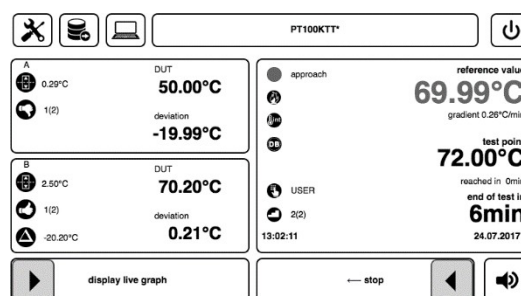 PT100KTT*
A
DUT
0.29°C
50.00°C
1(2)
deviation
-19.99°C
B
DUT
2.50°C
70.20°C
1(2)
deviation
-20.20°C
0.21°C
approach
reference value
69.99°C
gradient 0.26°C/min
int
DB
test point
72.00°C
reached in 0min
USER
end of test in
2(2)
6min
13:02:11
24.07.2017
display live graph
← stop